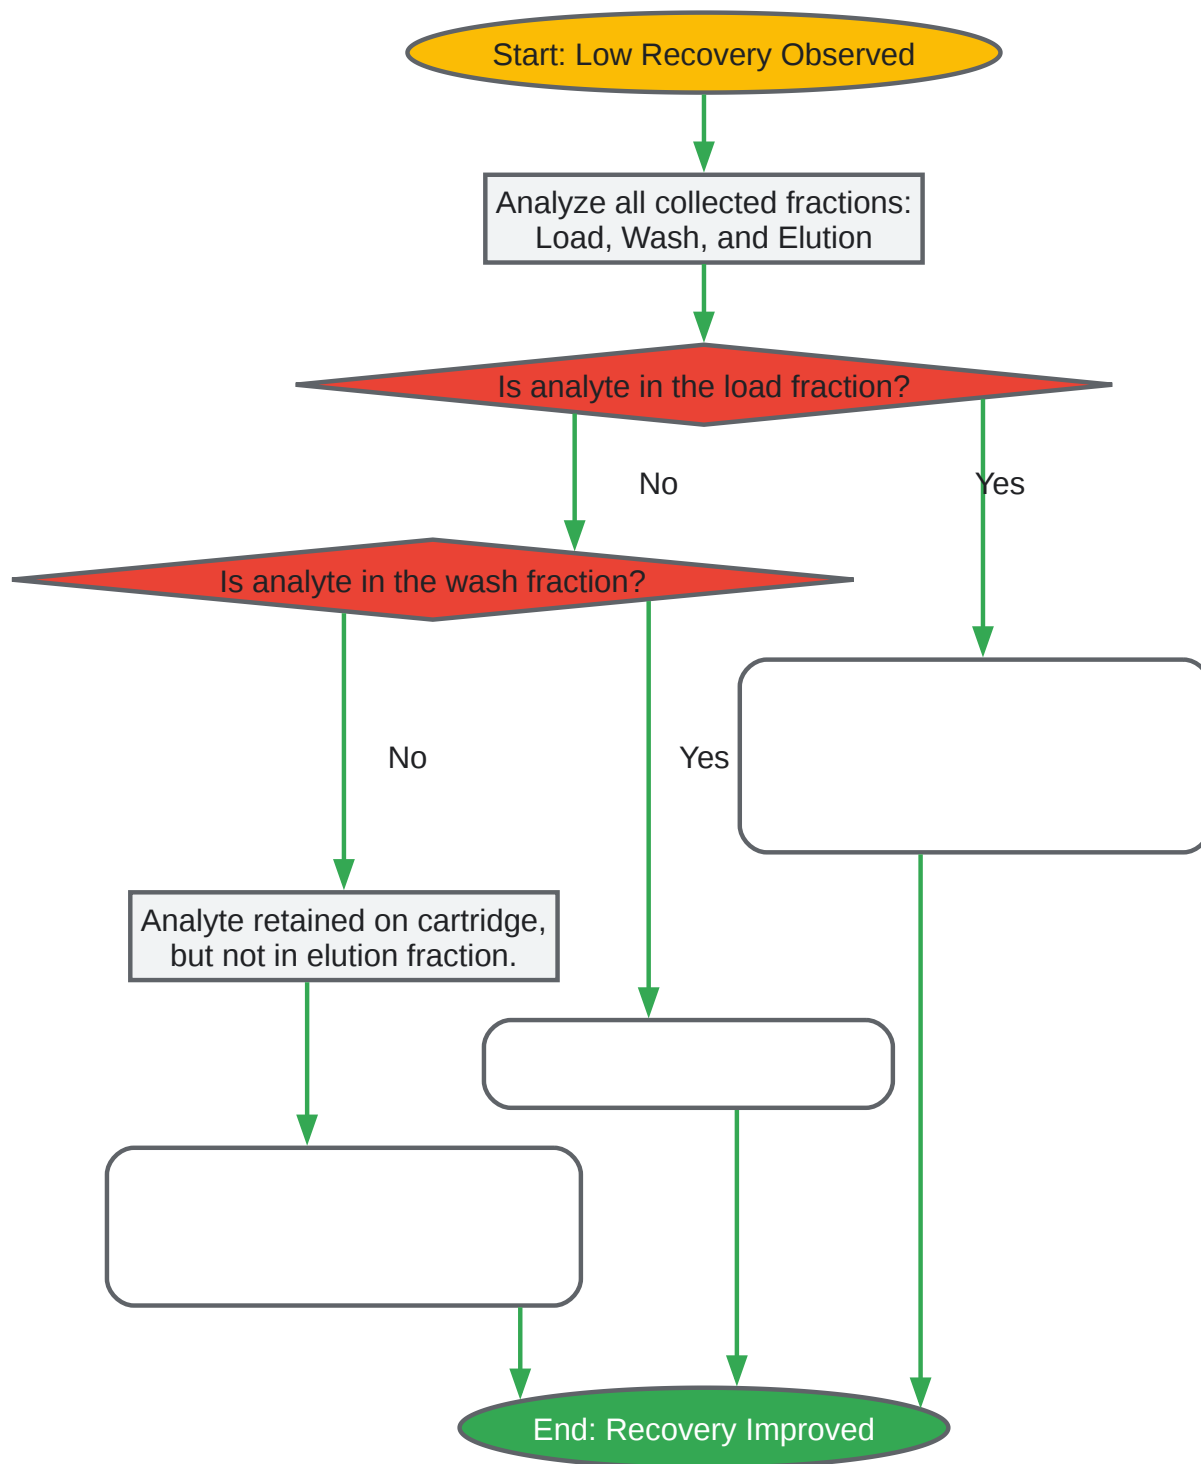 Start: Low Recovery Observed
Analyze all collected fractions:
Load, Wash, and Elution
Is analyte in the load fraction?
No
Yes
Is analyte in the wash fraction?
No
Yes
Analyte retained on cartridge,
but not in elution fraction.
End: Recovery Improved